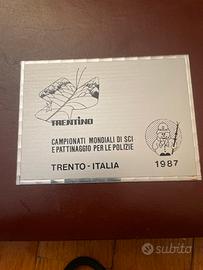 TRENTINO
CAMPIONATI MONDIALI DI SCI
E PATTINAGGIO PER LE POLIZIE
TRENTO - ITALIA
1987
subito